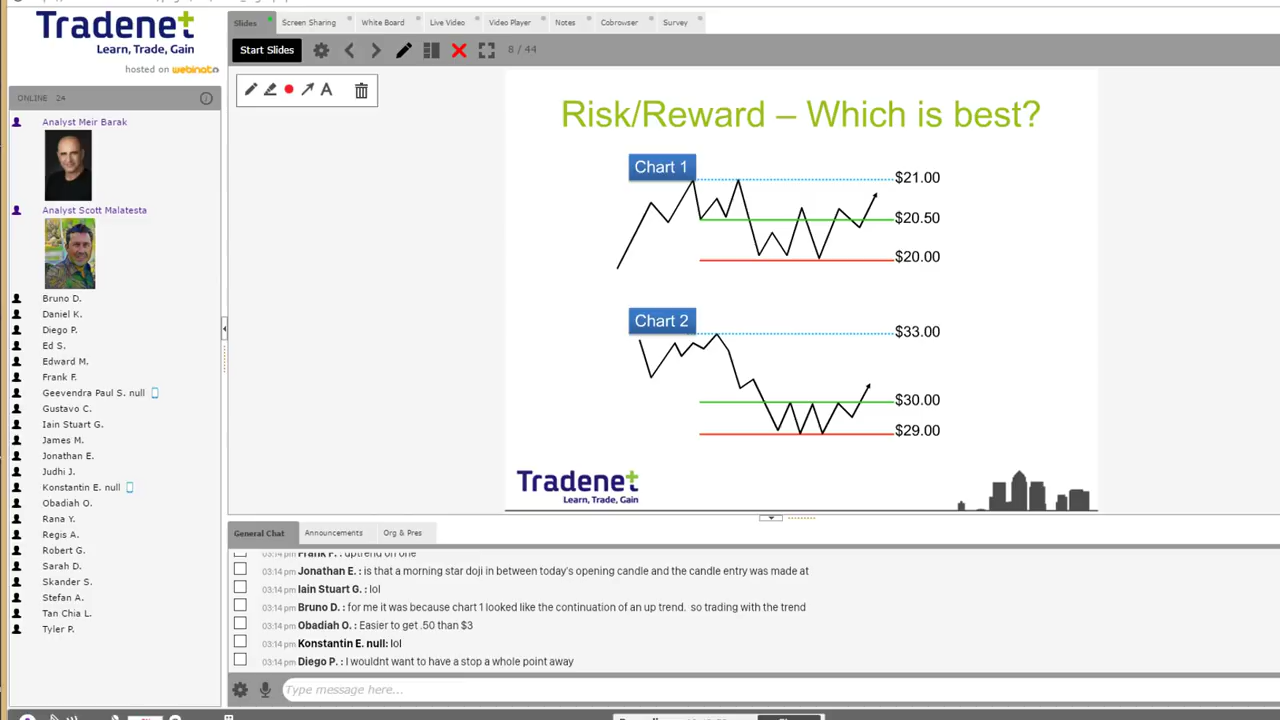 Tradenet
Learn, Trade, Gain
hosted on webinato
ONLINE 24
Analyst Meir Barak
Analyst Scott Malatesta
Bruno D.
Daniel K.
Diego P.
Ed S.
Edward M.
Frank F.
Geevendra Paul S. null
Gustavo C.
Iain Stuart G.
James M.
Jonathan E.
Judhi J.
Konstantin E. null
Obadiah O.
Rana Y.
Regis A.
Robert G.
Sarah D.
Skander S.
Stefan A.
Tan Chia L.
Tyler P.
Slides
Screen Sharing
White Board
Live Video
Video Player
Notes
Cobrowser
Survey
Start Slides
8 / 44
A
Risk/Reward – Which is best?
Chart 1
$21.00
$20.50
$20.00
Chart 2
$33.00
$30.00
$29.00
Tradenet
Learn, Trade, Gain
General Chat
Announcements
Org & Pres
03:14 pm Frank F. : uptrend on one
03:14 pm Jonathan E. : is that a morning star doji in between today's opening candle and the candle entry was made at
03:14 pm Iain Stuart G. : lol
03:14 pm Bruno D. : for me it was because chart 1 looked like the continuation of an up trend. so trading with the trend
03:14 pm Obadiah O. : Easier to get .50 than $3
03:14 pm Konstantin E. null: lol
03:14 pm Diego P. : I wouldnt want to have a stop a whole point away
Type message here...